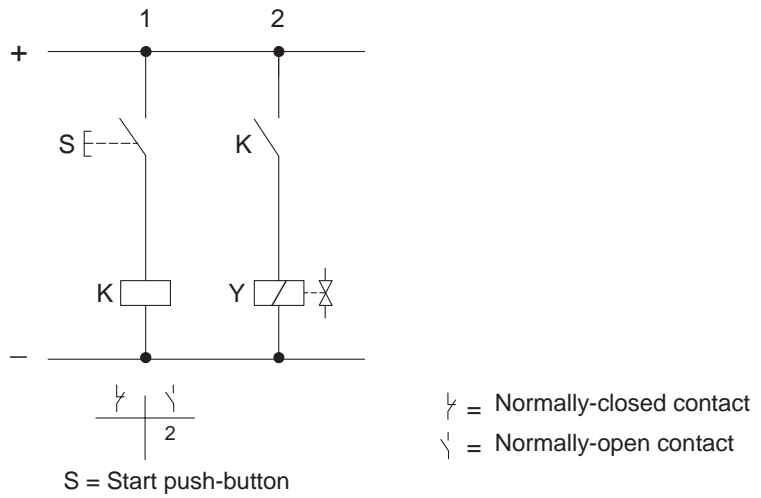 1 2
+
S K
K Y
–
2
= Normally-closed contact
= Normally-open contact
S = Start push-button